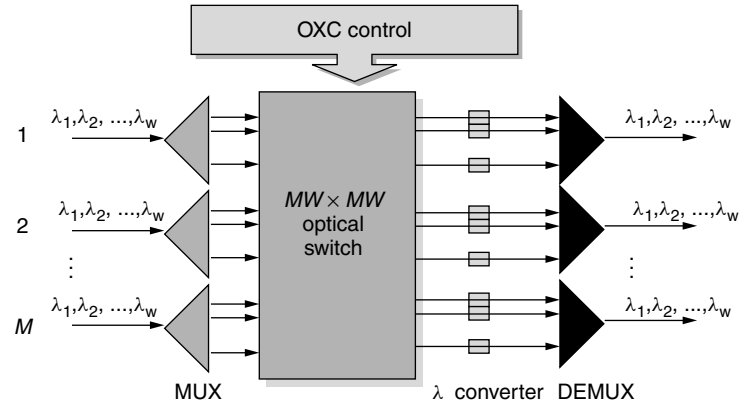 OXC control
1
λ1,λ2, ...,λw
λ1,λ2, ...,λw
MW × MW
optical
switch
2
λ1,λ2, ...,λw
λ1,λ2, ...,λw
⋮
⋮
M
λ1,λ2, ...,λw
λ1,λ2, ...,λw
MUX
λ converter
DEMUX